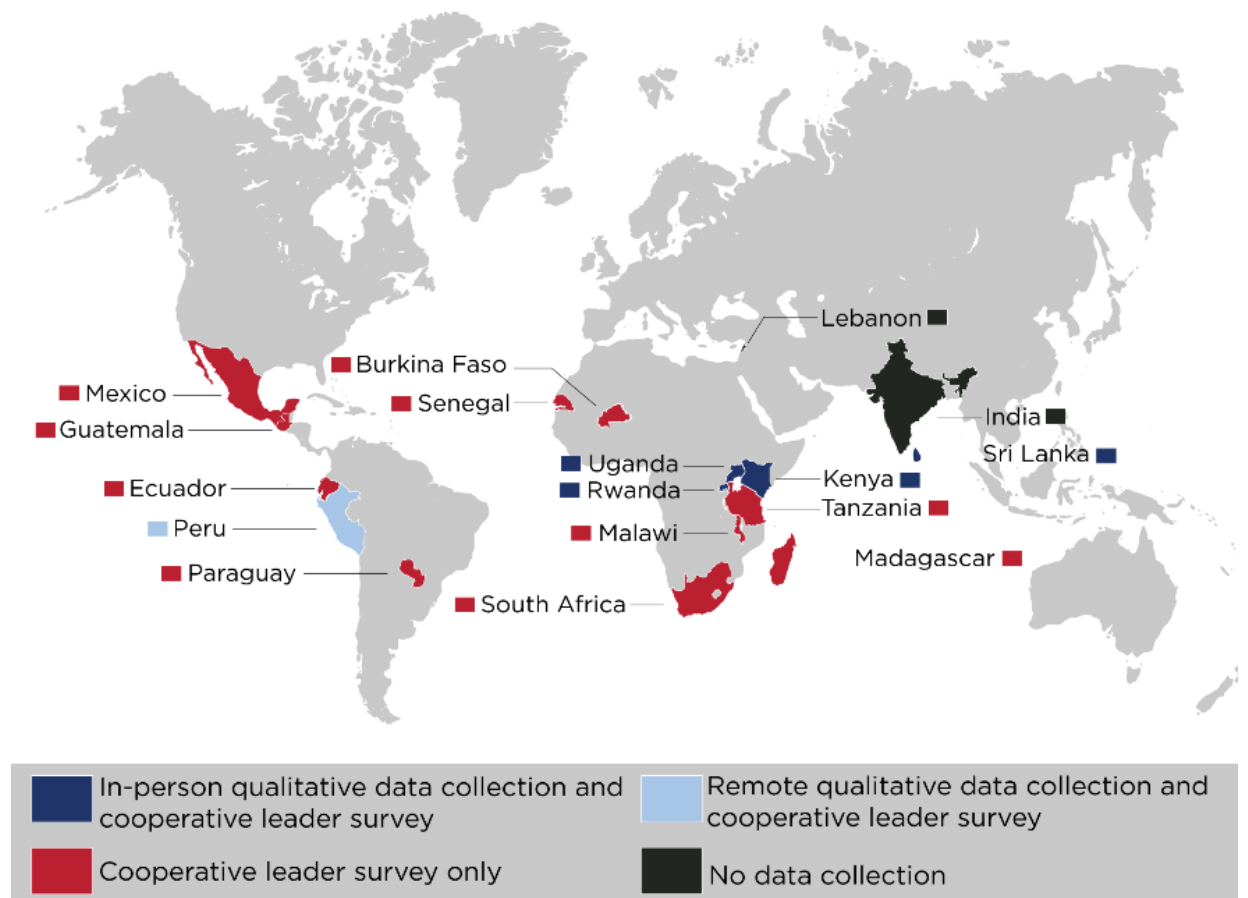 Lebanon
Burkina Faso
Mexico
Senegal
India
Guatemala
Sri Lanka
Uganda
Kenya
Ecuador
Rwanda
Tanzania
Peru
Malawi
Madagascar
Paraguay
South Africa
In-person qualitative data collection and
cooperative leader survey
Remote qualitative data collection and
cooperative leader survey
Cooperative leader survey only
No data collection